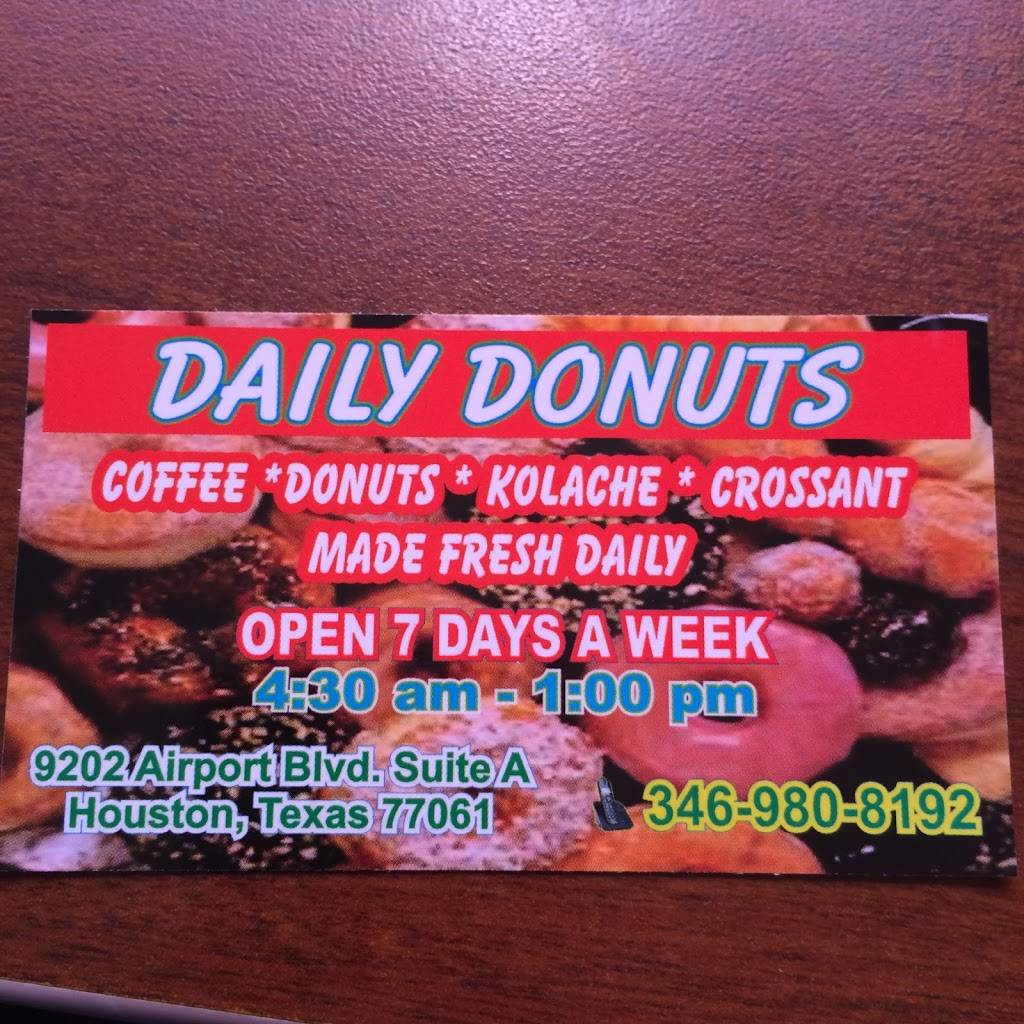 DAILY DONUTS
COFFEE *DONUTS * KOLACHE * CROSSANT
MADE FRESH DAILY
OPEN 7 DAYS A WEEK
4:30 am - 1:00 pm
9202 Airport Blvd. Suite A
Houston, Texas 77061
346-980-8192